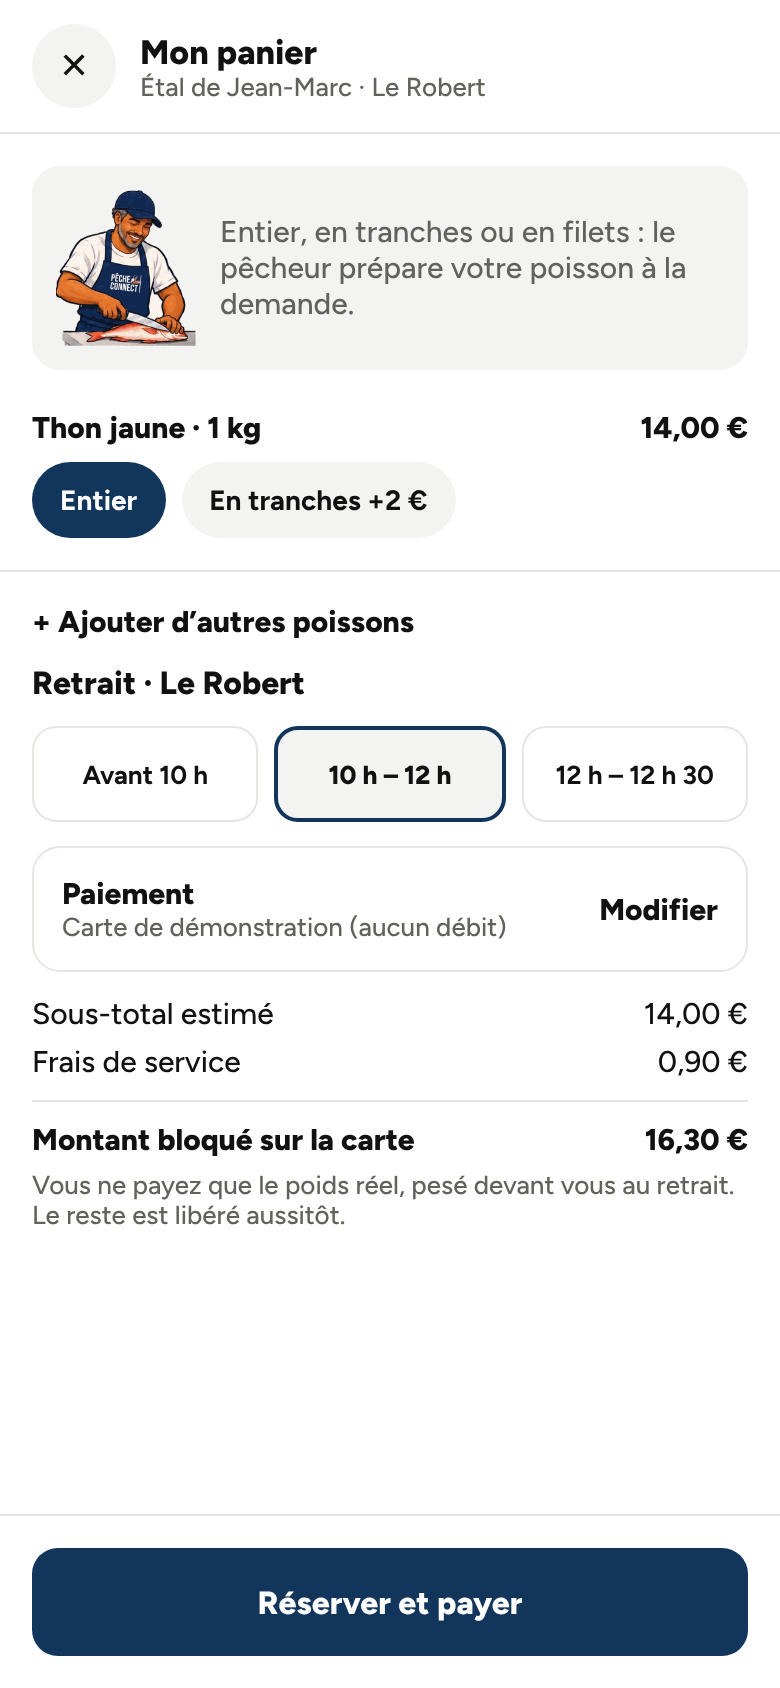 Mon panier
Étal de Jean-Marc · Le Robert
PÊCHE
CONNECT
Entier, en tranches ou en filets : le
pêcheur prépare votre poisson à la
demande.
Thon jaune · 1 kg 14,00 €
Entier En tranches +2 €
+ Ajouter d’autres poissons
Retrait · Le Robert
Avant 10 h 10 h – 12 h 12 h – 12 h 30
Paiement
Carte de démonstration (aucun débit)
Modifier
Sous-total estimé 14,00 €
Frais de service 0,90 €
Montant bloqué sur la carte 16,30 €
Vous ne payez que le poids réel, pesé devant vous au retrait.
Le reste est libéré aussitôt.
Réserver et payer